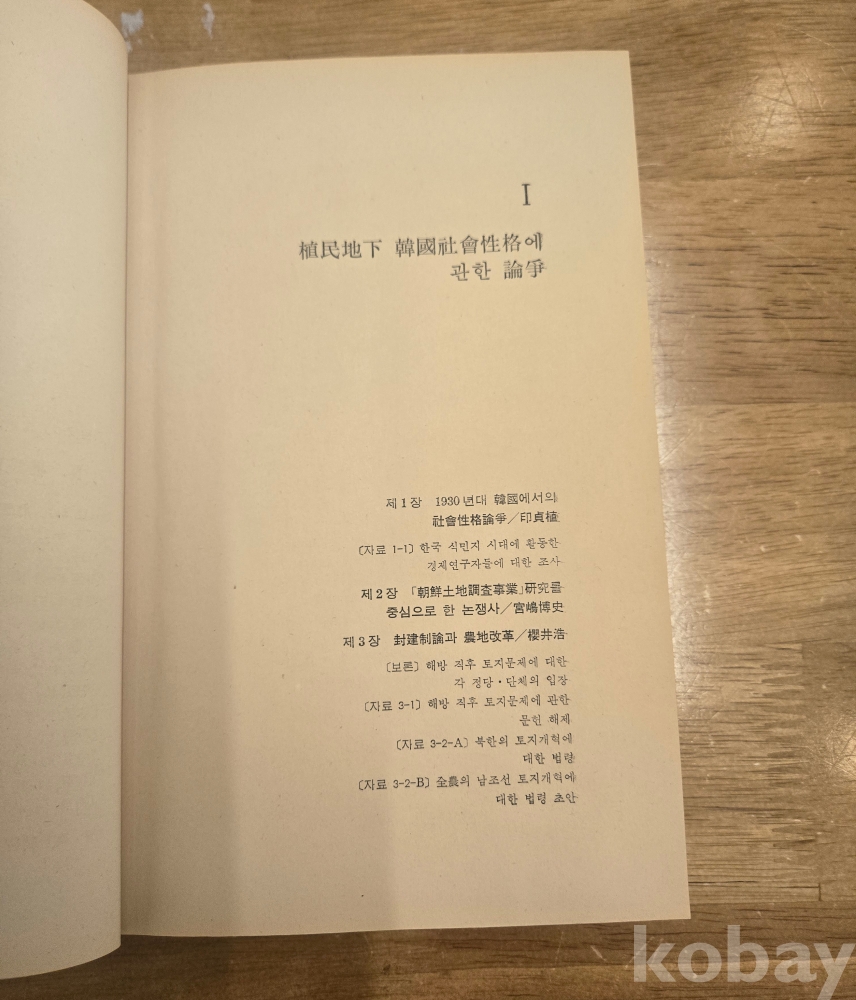 I
植民地下 韓國社會性格에
관한 論爭
제1장 1930년대 韓國에서의
社會性格論爭／印貞植
〔자료 1-1〕 한국 식민지 시대에 활동한
경제연구자들에 대한 조사
제2장 「朝鮮土地調査事業」研究를
중심으로 한 논쟁사／宮嶋博史
제3장 封建制論과 農地改革／櫻井浩
〔보론〕 해방 직후 토지문제에 대한
각 정당·단체의 입장
〔자료 3-1〕 해방 직후 토지문제에 관한
문헌 해제
〔자료 3-2-A〕 북한의 토지개혁에
대한 법령
〔자료 3-2-B〕 全農의 남조선 토지개혁에
대한 법령 초안
kobay